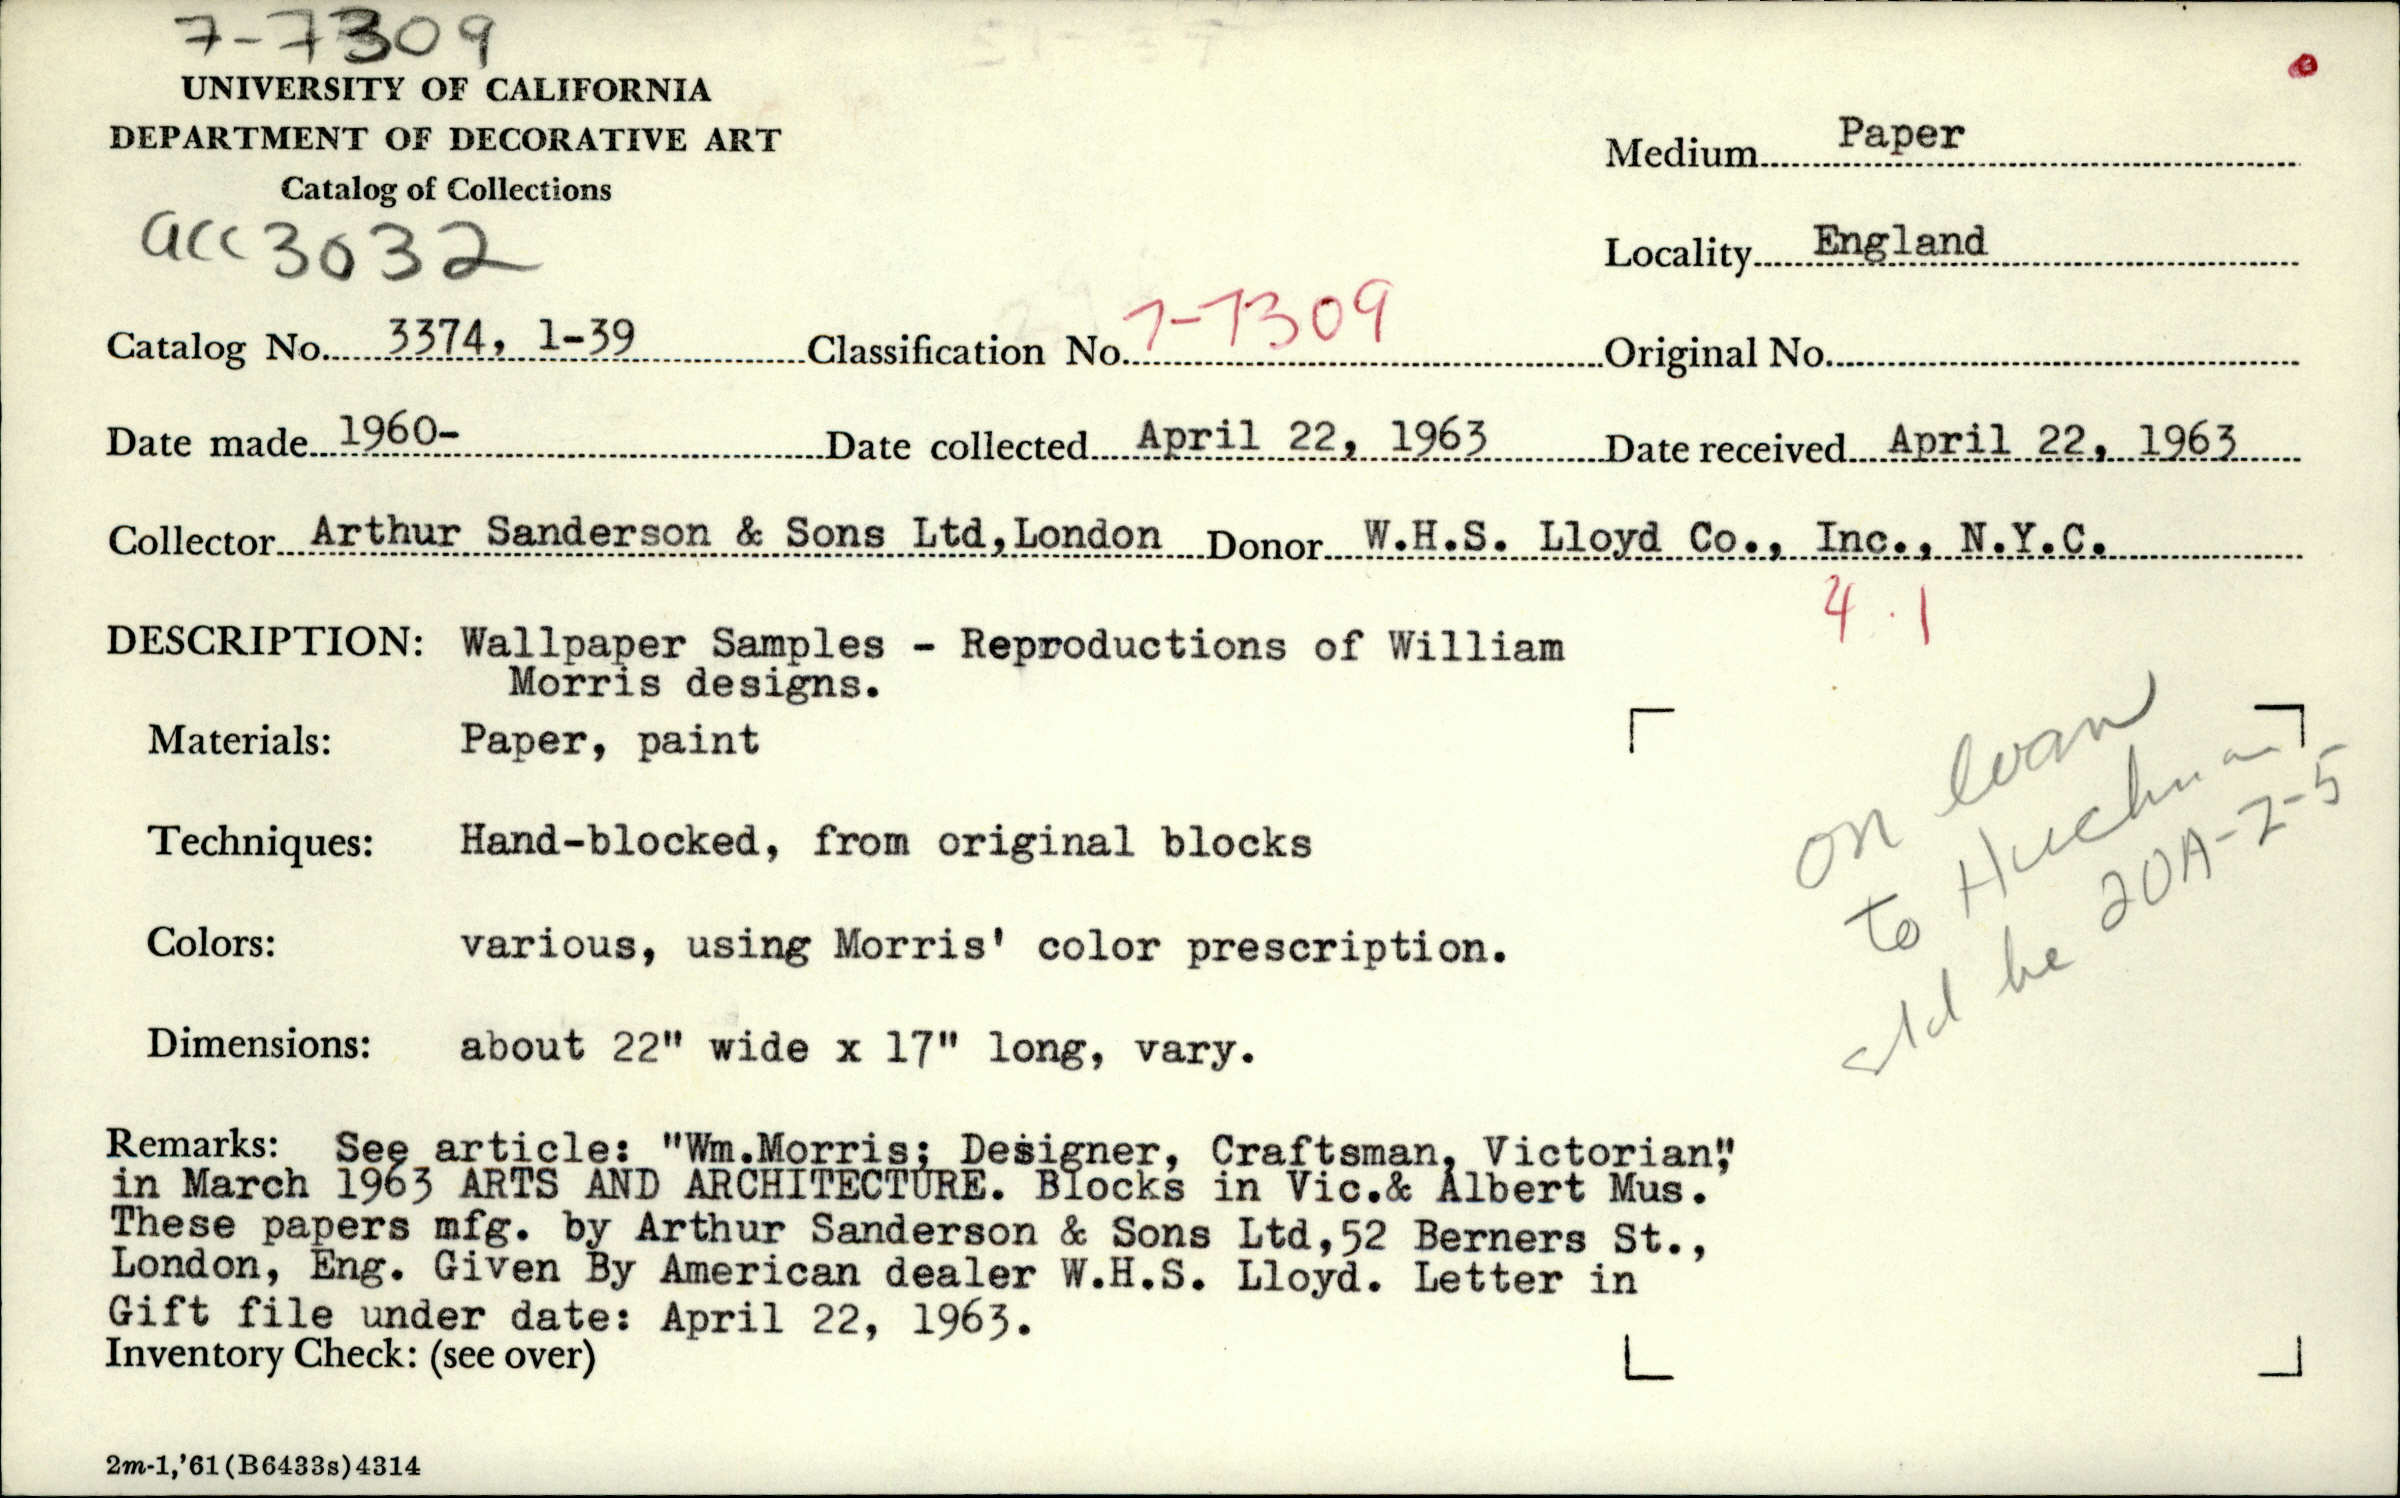 7-7309
UNIVERSITY OF CALIFORNIA
DEPARTMENT OF DECORATIVE ART
Catalog of Collections
acc 3032
Medium Paper
Locality England
Catalog No. 3374, 1-39 Classification No. 7-7309 Original No.
Date made 1960- Date collected April 22, 1963 Date received April 22, 1963
Collector Arthur Sanderson & Sons Ltd, London Donor W.H.S. Lloyd Co., Inc., N.Y.C.
4.1
DESCRIPTION: Wallpaper Samples - Reproductions of William
Morris designs.
Materials: Paper, paint
Techniques: Hand-blocked, from original blocks
Colors: various, using Morris' color prescription.
Dimensions: about 22" wide x 17" long, vary.
on loan
to
be 20A-2-5
Remarks: See article: "Wm.Morris; Designer, Craftsman, Victorian",
in March 1963 ARTS AND ARCHITECTURE. Blocks in Vic.& Albert Mus.
These papers mfg. by Arthur Sanderson & Sons Ltd,52 Berners St.,
London, Eng. Given By American dealer W.H.S. Lloyd. Letter in
Gift file under date: April 22, 1963.
Inventory Check: (see over)
2m-1,'61(B6433s)4314